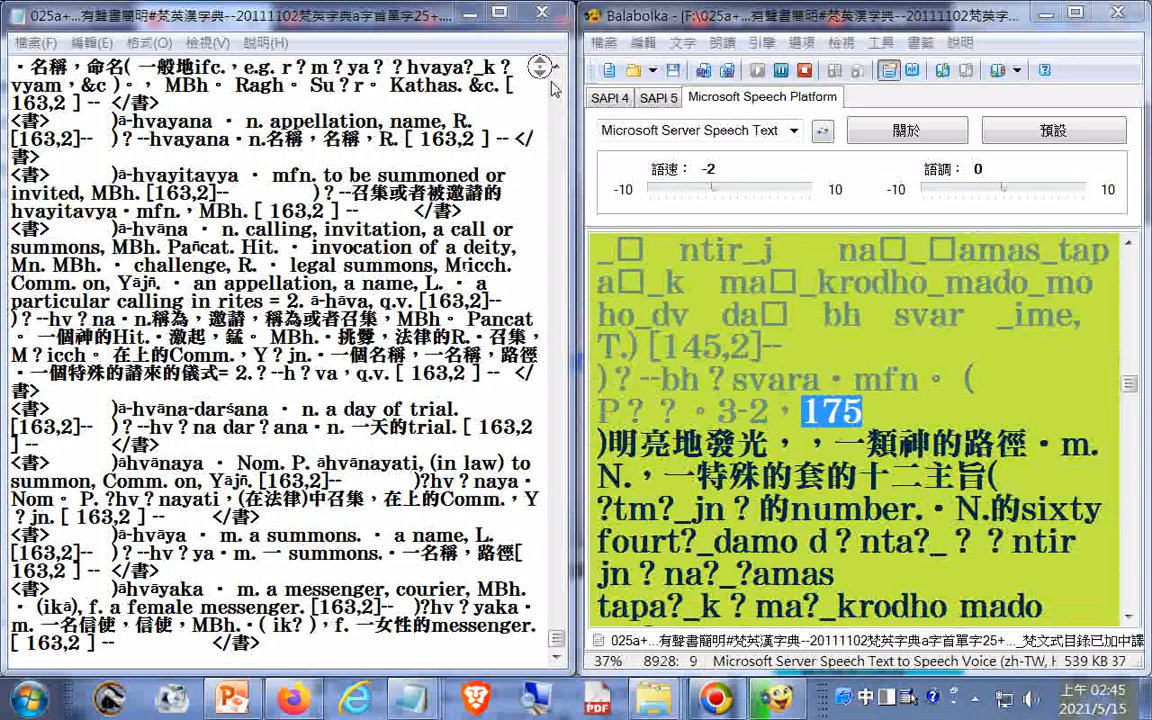 025a+...有聲書簡明#梵英漢字典--20111102梵英字典a字首單字25+...
檔案(F) 編輯(E) 格式(O) 檢視(V) 說明(H)
・名稱，命名( 一般地ifc.，e.g. r？m？ya？？hvaya?_k？
vyam，&c )。， MBh。 Ragh。 Su？r。 Kathas. &c. [
163,2] -- </書>
<書> )ā-hvayana ・ n. appellation, name, R.
[163,2]-- )？--hvayana・n.名稱，名稱，R. [ 163,2 ] -- </
書>
<書> )ā-hvayitavya ・ mfn. to be summoned or
invited, MBh. [163,2]-- )？--召集或者被邀請的
hvayitavya・mfn.，MBh. [ 163,2 ] -- </書>
<書> )ā-hvāna ・ n. calling, invitation, a call or
summons, MBh. Pañcat. Hit. ・ invocation of a deity,
Mn. MBh. ・ challenge, R. ・ legal summons, Mṛicch.
Comm. on, Yājñ. ・ an appellation, a name, L. ・ a
particular calling in rites = 2. ā-hāva, q.v. [163,2]--
)？--hv？na・n.稱為，邀請，稱為或者召集，MBh。 Pancat
。 一個神的Hit.・激起，錳。 MBh.・挑釁，法律的R.・召集，
M？icch。 在上的Comm.，Y？jn.・一個名稱，一名稱，路徑
・一個特殊的請來的儀式= 2.？--h？va，q.v. [ 163,2 ] -- </
書>
<書> )ā-hvāna-darśana ・ n. a day of trial.
[163,2]-- )？--hv？na dar？ana・n. 一天的trial. [ 163,2
] -- </書>
<書> )āhvānaya ・ Nom. P. āhvānayati, (in law) to
summon, Comm. on, Yājñ. [163,2]-- )?hv？naya・
Nom。 P. ?hv？nayati，(在法律)中召集，在上的Comm.，Y
？jn. [ 163,2 ] -- </書>
<書> )ā-hvāya ・ m. a summons. ・ a name, L.
[163,2]-- )？--hv？ya・m. 一 summons.・一名稱，路徑[
163,2 ] -- </書>
<書> )āhvāyaka ・ m. a messenger, courier, MBh.
・ (ikā), f. a female messenger. [163,2]-- )?hv？yaka・
m. 一名信使，信使，MBh.・( ik？)，f. 一女性的messenger.
[ 163,2 ] -- </書>
Balabolka - [F:\025a+...有聲書簡明#梵英漢字典--20111102梵英字...
檔案 編輯 文字 朗讀 引擎 選項 檢視 工具 書籤 說明
SAPI 4 SAPI 5 Microsoft Speech Platform
Microsoft Server Speech Text 關於 預設
語速： -2 語調： 0
-10 10 -10 10
_□ ntir_j na□_□amas_tap
a□_k ma□_krodho_mado_mo
ho_dv da□ bh svar _ime,
T.) [145,2]--
)？--bh？svara・mfn。 (
P？？。3-2，175
)明亮地發光，，一類神的路徑・m.
N.，一特殊的套的十二主旨(
?tm?_jn？的number.・N.的sixty
fourt?_damo d？nta?_？？ntir
jn？na?_?amas
tapa?_k？ma?_krodho mado
025a+...有聲書簡明#梵英漢字典--20111102梵英字典a字首單字25+..._梵文式目錄已加中譯
37% 8928: 9 Microsoft Server Speech Text to Speech Voice (zh-TW, H 539 KB 37
中
上午 02:45
2021/5/15